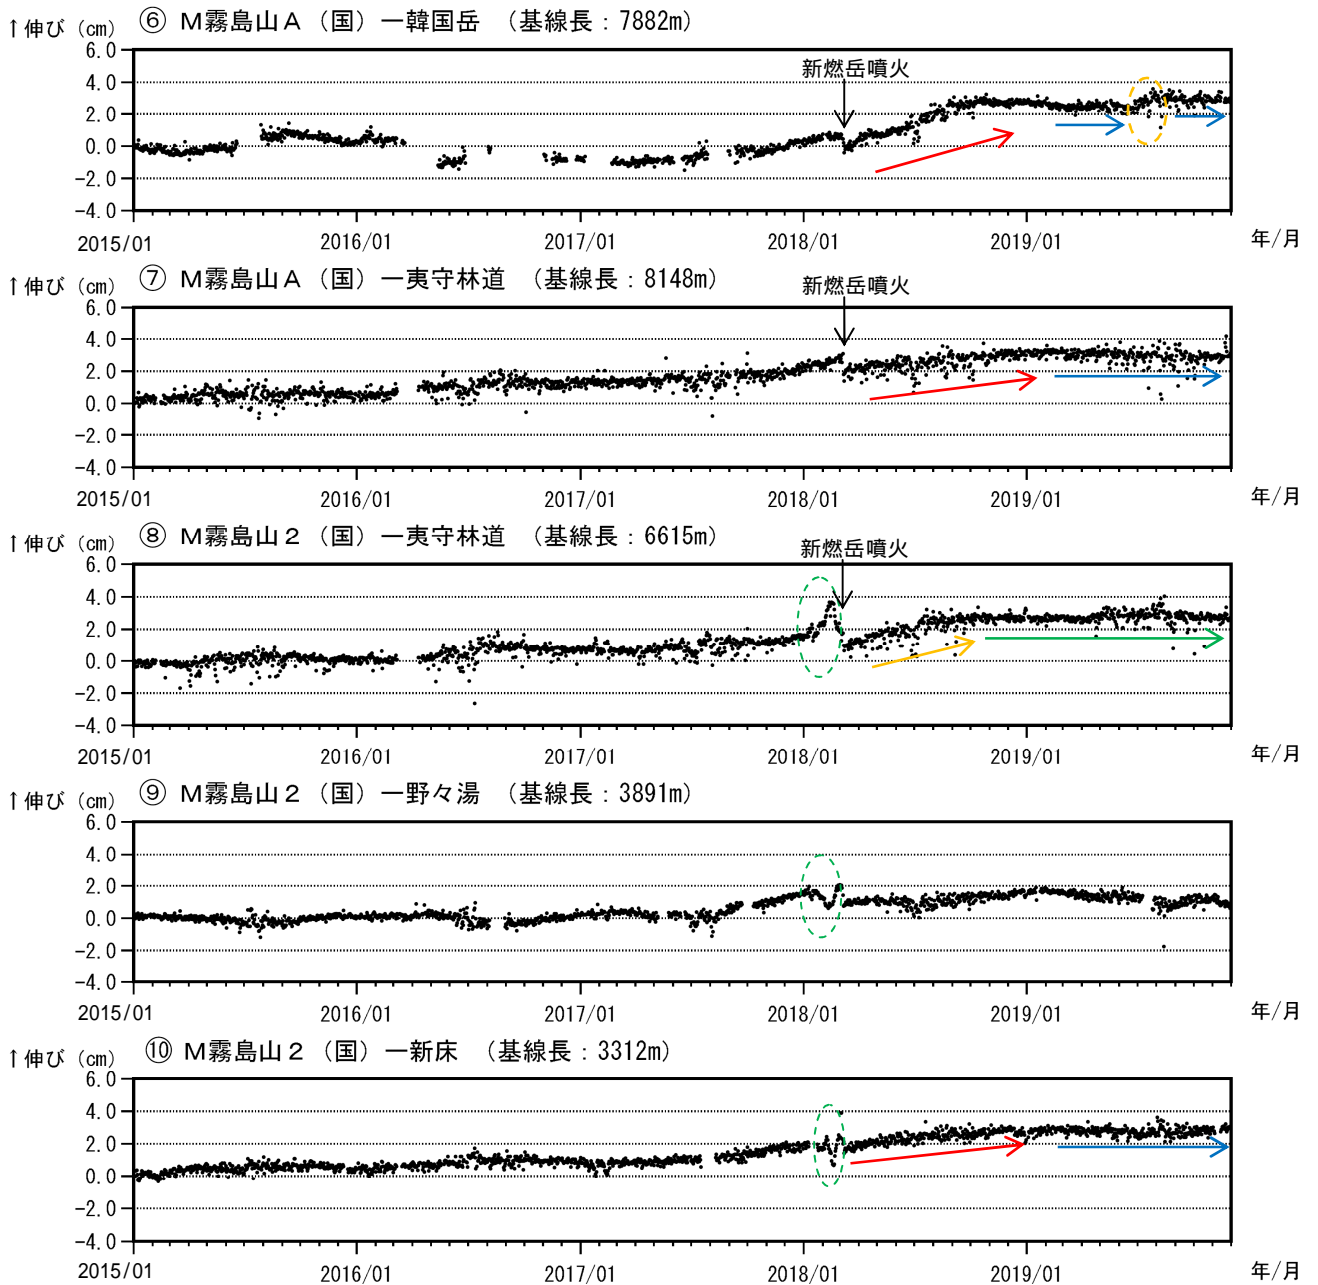 ↑伸び（cm） ⑥ Ｍ霧島山Ａ（国）－韓国岳 （基線長：7882m）
新燃岳噴火
6.0
4.0
2.0
0.0
-2.0
-4.0
2015/01 2016/01 2017/01 2018/01 2019/01 年/月
↑伸び（cm） ⑦ Ｍ霧島山Ａ（国）－夷守林道 （基線長：8148m）
新燃岳噴火
6.0
4.0
2.0
0.0
-2.0
-4.0
2015/01 2016/01 2017/01 2018/01 2019/01 年/月
↑伸び（cm） ⑧ Ｍ霧島山２（国）－夷守林道 （基線長：6615m）
新燃岳噴火
6.0
4.0
2.0
0.0
-2.0
-4.0
2015/01 2016/01 2017/01 2018/01 2019/01 年/月
↑伸び（cm） ⑨ Ｍ霧島山２（国）－野々湯 （基線長：3891m）
6.0
4.0
2.0
0.0
-2.0
-4.0
2015/01 2016/01 2017/01 2018/01 2019/01 年/月
↑伸び（cm） ⑩ Ｍ霧島山２（国）－新床 （基線長：3312m）
6.0
4.0
2.0
0.0
-2.0
-4.0
2015/01 2016/01 2017/01 2018/01 2019/01 年/月